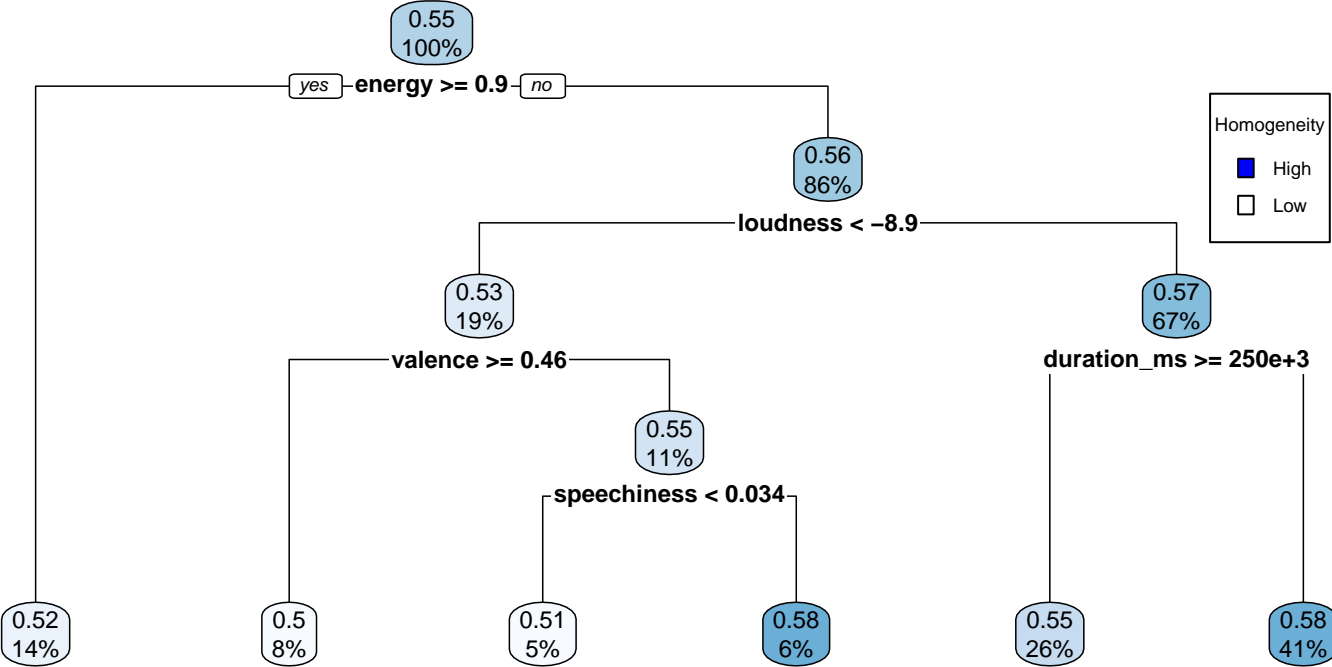 0.55
100%
yes energy >= 0.9 no
Homogeneity
High
Low
0.56
86%
loudness < −8.9
0.53
19%
0.57
67%
valence >= 0.46
duration_ms >= 250e+3
0.55
11%
speechiness < 0.034
0.52
14%
0.5
8%
0.51
5%
0.58
6%
0.55
26%
0.58
41%